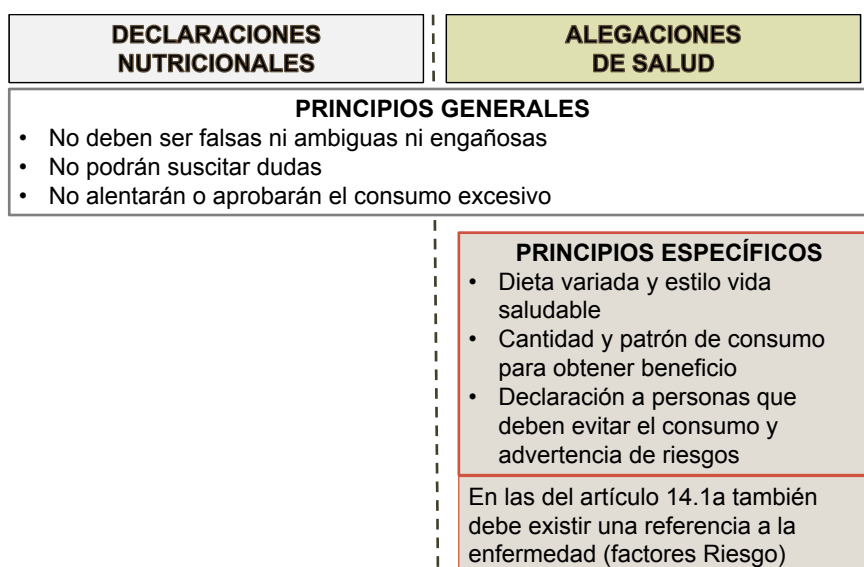 DECLARACIONES
NUTRICIONALES
ALEGACIONES
DE SALUD
PRINCIPIOS GENERALES
• No deben ser falsas ni ambiguas ni engañosas
• No podrán suscitar dudas
• No alentarán o aprobarán el consumo excesivo
PRINCIPIOS ESPECÍFICOS
• Dieta variada y estilo vida
saludable
• Cantidad y patrón de consumo
para obtener beneficio
• Declaración a personas que
deben evitar el consumo y
advertencia de riesgos
En las del artículo 14.1a también
debe existir una referencia a la
enfermedad (factores Riesgo)